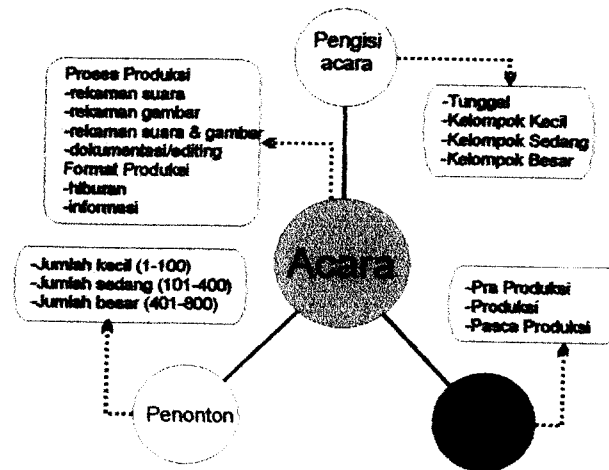 Pengisi
acara
Proses Produksi
-rekaman suara
-rekaman gambar
-rekaman suara & gambar
-dokumentasi/editing
Format Produksi
-hiburan
-informasi
-Tunggal
-Kelompok Kecil
-Kelompok Sedang
-Kelompok Besar
Acara
-Jumlah kecil (1-100)
-Jumlah sedang (101-400)
-Jumlah besar (401-800)
-Pra Produksi
-Produksi
-Pasca Produksi
Penonton